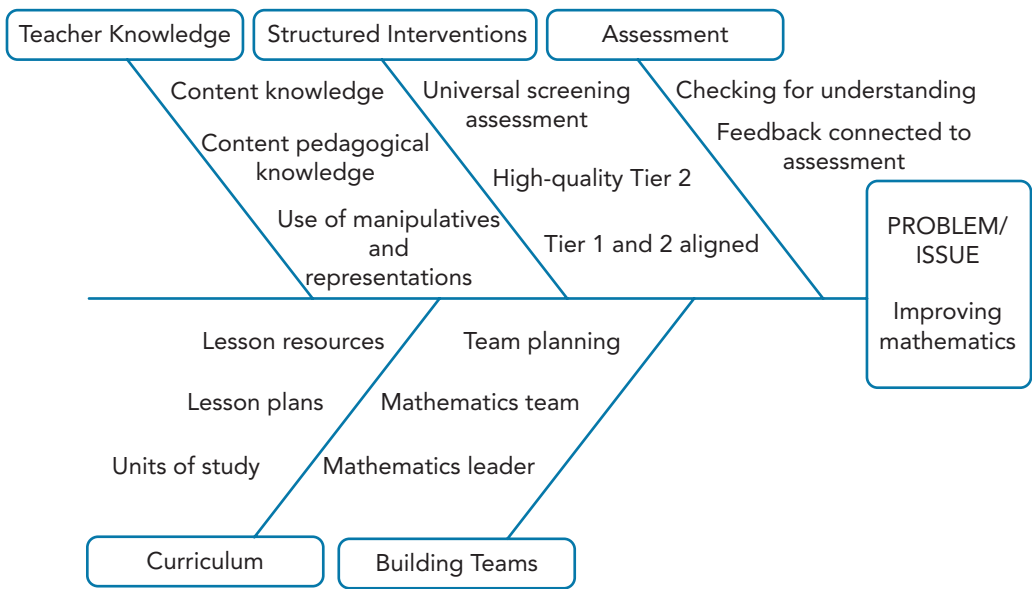 Teacher Knowledge
Structured Interventions
Assessment
Content knowledge
Content pedagogical
knowledge
Use of manipulatives
and
representations
Universal screening
assessment
High-quality Tier 2
Tier 1 and 2 aligned
Checking for understanding
Feedback connected to
assessment
PROBLEM/
ISSUE
Improving
mathematics
Lesson resources
Lesson plans
Units of study
Team planning
Mathematics team
Mathematics leader
Curriculum
Building Teams